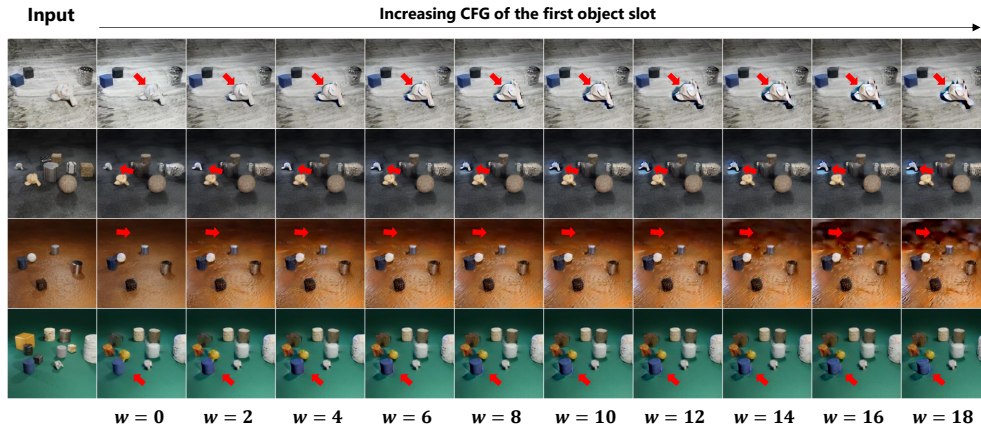 Input
Increasing CFG of the first object slot
w = 0 w = 2 w = 4 w = 6 w = 8 w = 10 w = 12 w = 14 w = 16 w = 18